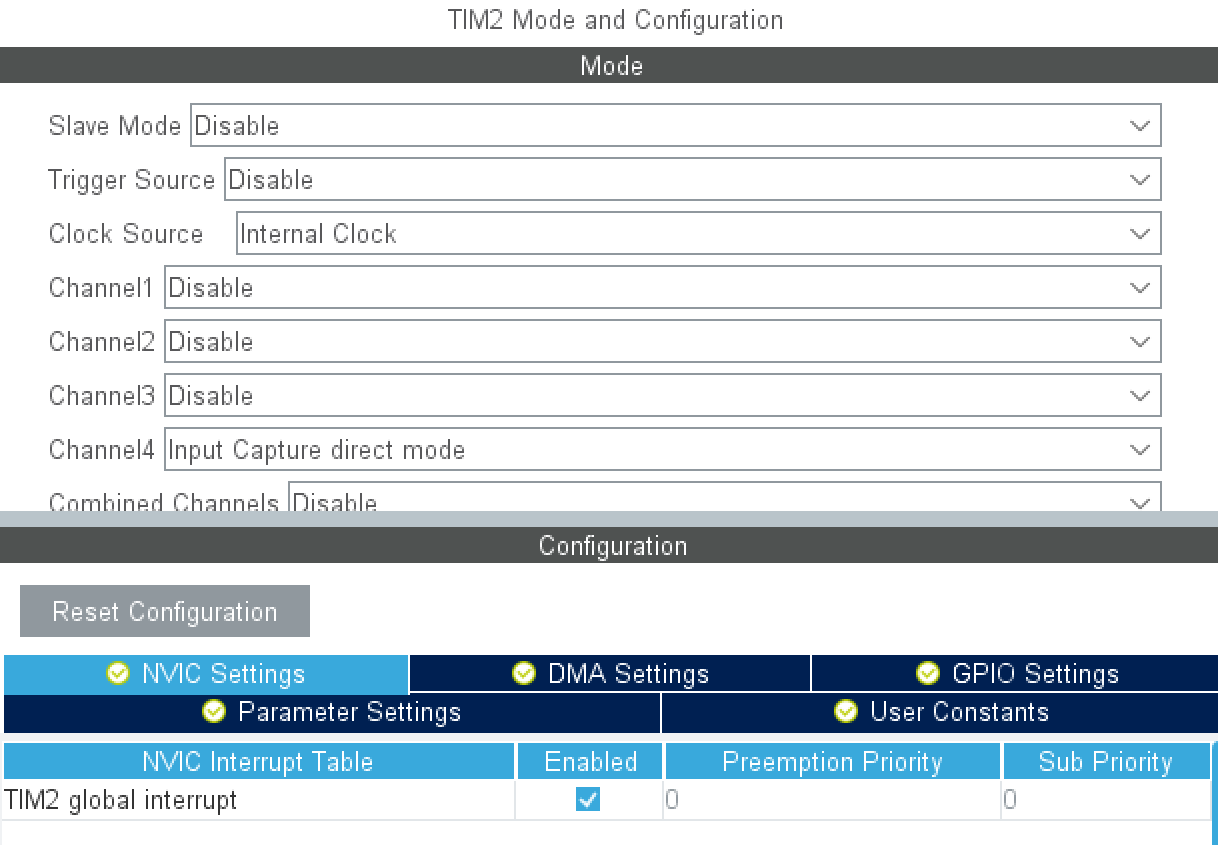 TIM2 Mode and Configuration
Mode
Slave Mode Disable
Trigger Source Disable
Clock Source Internal Clock
Channel1 Disable
Channel2 Disable
Channel3 Disable
Channel4 Input Capture direct mode
Combined Channels Disable
Configuration
Reset Configuration
NVIC Settings DMA Settings GPIO Settings
Parameter Settings User Constants
NVIC Interrupt Table Enabled Preemption Priority Sub Priority
TIM2 global interrupt 0 0